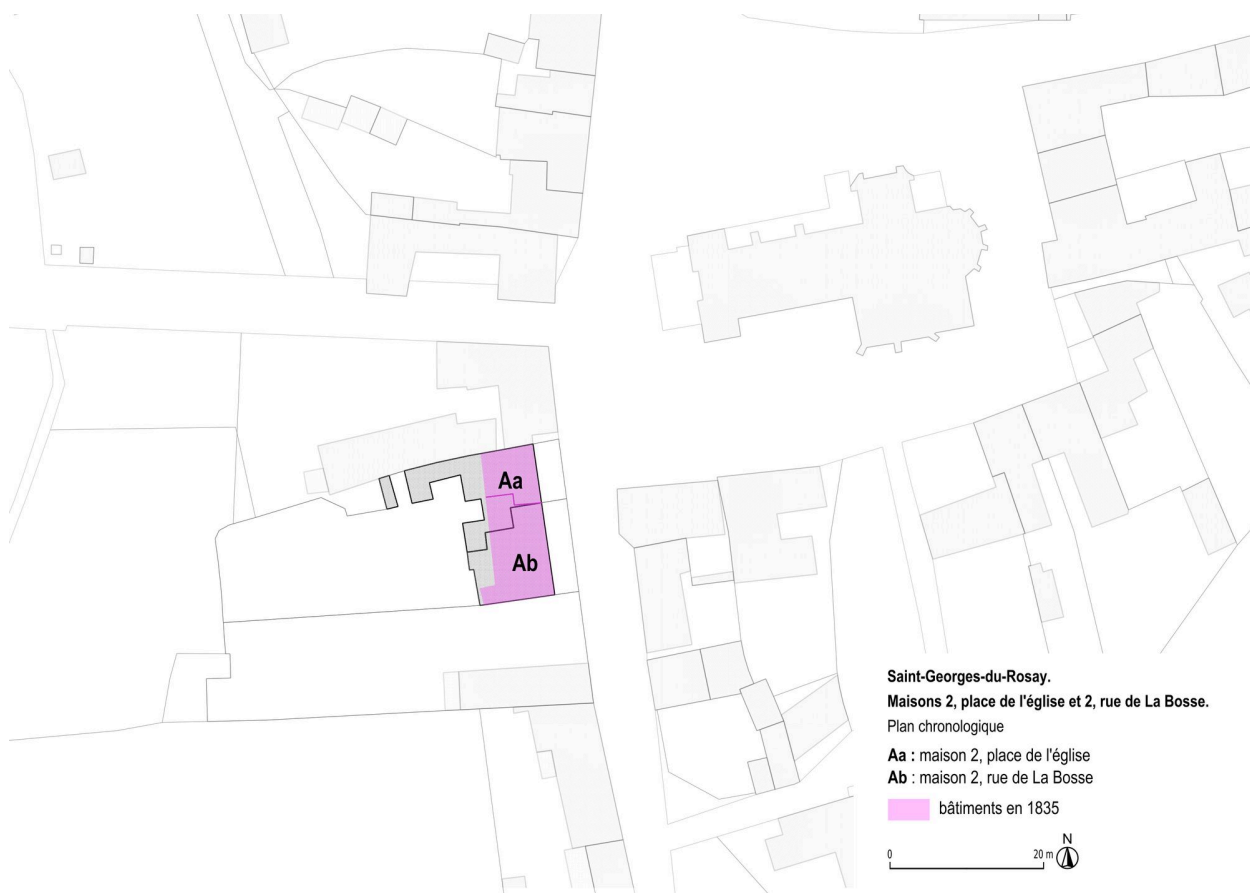 Aa
Ab
Saint-Georges-du-Rosay.
Maisons 2, place de l'église et 2, rue de La Bosse.
Plan chronologique
Aa : maison 2, place de l'église
Ab : maison 2, rue de La Bosse
bâtiments en 1835
N
0 20 m